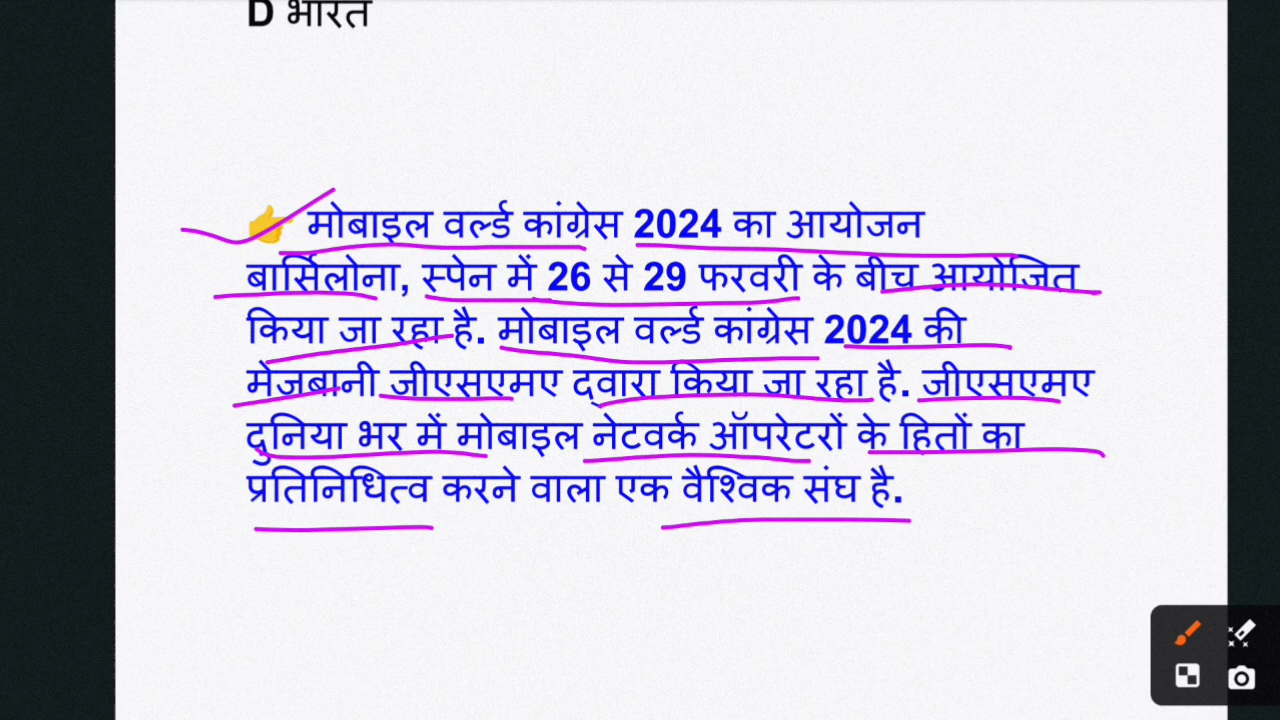 D भारत
👉 मोबाइल वर्ल्ड कांग्रेस 2024 का आयोजन
बार्सिलोना, स्पेन में 26 से 29 फरवरी के बीच आयोजित
किया जा रहा है. मोबाइल वर्ल्ड कांग्रेस 2024 की
मेजबानी जीएसएमए द्वारा किया जा रहा है. जीएसएमए
दुनिया भर में मोबाइल नेटवर्क ऑपरेटरों के हितों का
प्रतिनिधित्व करने वाला एक वैश्विक संघ है.